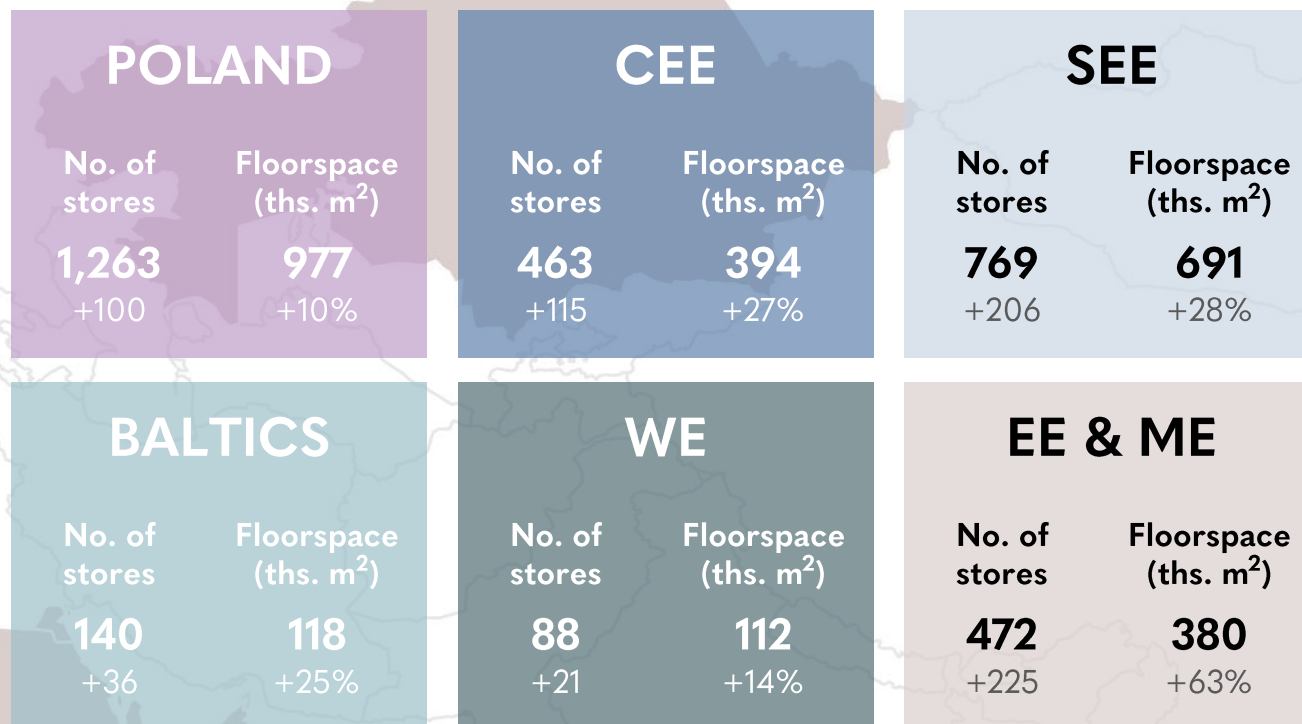 POLAND
No. of
stores
Floorspace
(ths. m²)
1,263
977
+100
+10%
CEE
No. of
stores
Floorspace
(ths. m²)
463
394
+115
+27%
SEE
No. of
stores
Floorspace
(ths. m²)
769
691
+206
+28%
BALTICS
No. of
stores
Floorspace
(ths. m²)
140
118
+36
+25%
WE
No. of
stores
Floorspace
(ths. m²)
88
112
+21
+14%
EE & ME
No. of
stores
Floorspace
(ths. m²)
472
380
+225
+63%